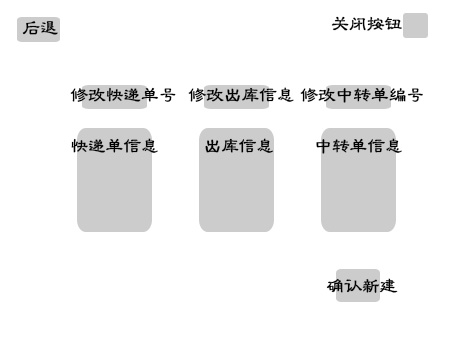 后退
关闭按钮
修改快递单号
修改出库信息
修改中转单编号
快递单信息
出库信息
中转单信息
确认新建